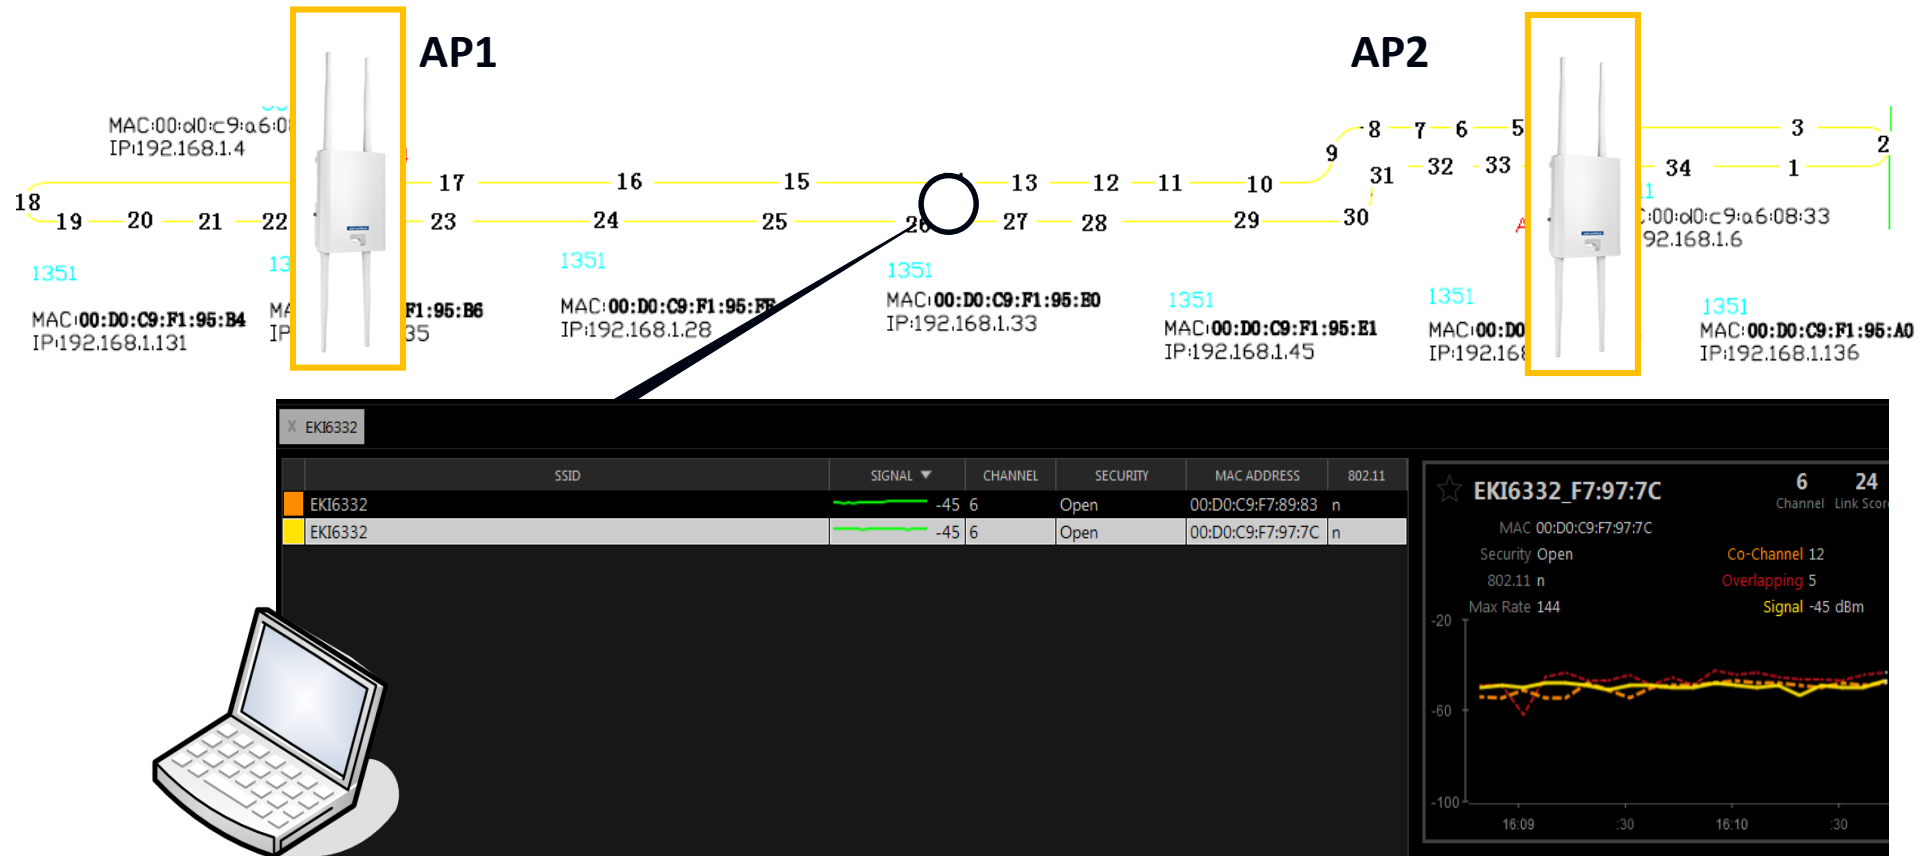 AP1
AP2
MAC:00:d0:c9:a6:0
IP:192.168.1.4
8 7 6 5 3
9 2
31 32 33 34 1
18 17 16 15 13 12 11 10
19 20 21 22 23 24 25 26 27 28 29 30
:00:d0:c9:a6:08:33
92.168.1.6
1351
MAC:00:D0:C9:F1:95:B4
IP:192.168.1.131
13
MA F1:95:B6
IP 35
1351
MAC:00:D0:C9:F1:95:FF
IP:192.168.1.28
1351
MAC:00:D0:C9:F1:95:E0
IP:192.168.1.33
1351
MAC:00:D0:C9:F1:95:E1
IP:192.168.1.45
1351
MAC:00:D0
IP:192.168
1351
MAC:00:D0:C9:F1:95:A0
IP:192.168.1.136
X EKI6332
SSID SIGNAL ▼ CHANNEL SECURITY MAC ADDRESS 802.11
EKI6332 -45 6 Open 00:D0:C9:F7:89:83 n
EKI6332 -45 6 Open 00:D0:C9:F7:97:7C n
EKI6332_F7:97:7C 6 24
Channel Link Score
MAC 00:D0:C9:F7:97:7C
Security Open Co-Channel 12
802.11 n Overlapping 5
Max Rate 144 Signal -45 dBm
-20
-60
-100
16:09 :30 16:10 :30